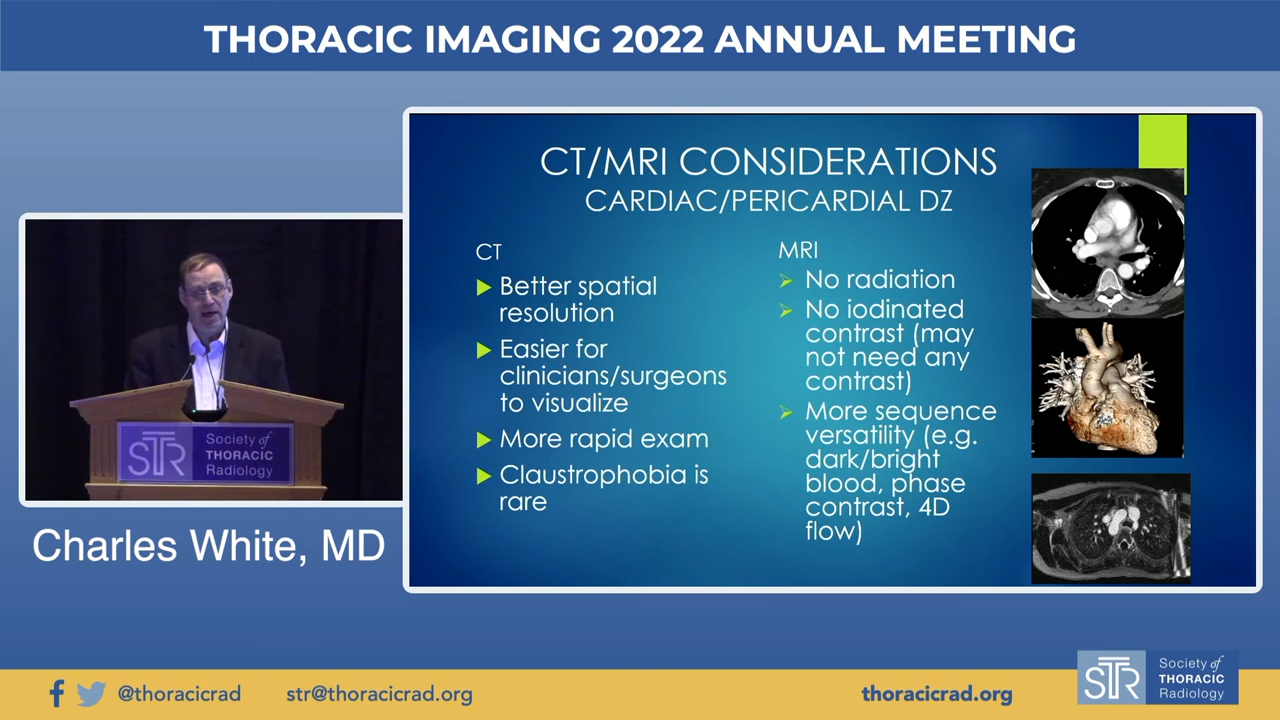 THORACIC IMAGING 2022 ANNUAL MEETING
CT/MRI CONSIDERATIONS
CARDIAC/PERICARDIAL DZ
CT
Better spatial
resolution
Easier for
clinicians/surgeons
to visualize
More rapid exam
Claustrophobia is
rare
MRI
No radiation
No iodinated
contrast (may
not need any
contrast)
More sequence
versatility (e.g.
dark/bright
blood, phase
contrast, 4D
flow)
STR
Society of
THORACIC
Radiology
Charles White, MD
@thoracicrad
str@thoracicrad.org
thoracicrad.org
STR
Society of
THORACIC
Radiology